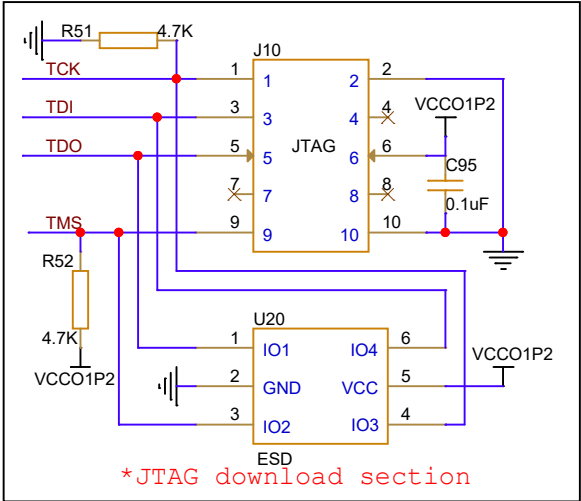 R51 4.7K
J10
TCK 1 1 2 2
VCCO1P2
TDI 3 3 4 4
TDO 5 5 JTAG 6 6
C95
7 7 8 8
0.1uF
TMS 9 9 10 10
R52
4.7K
VCCO1P2
U20
1 IO1 IO4 6
VCCO1P2
2 GND VCC 5
3 IO2 IO3 4
ESD
*JTAG download section